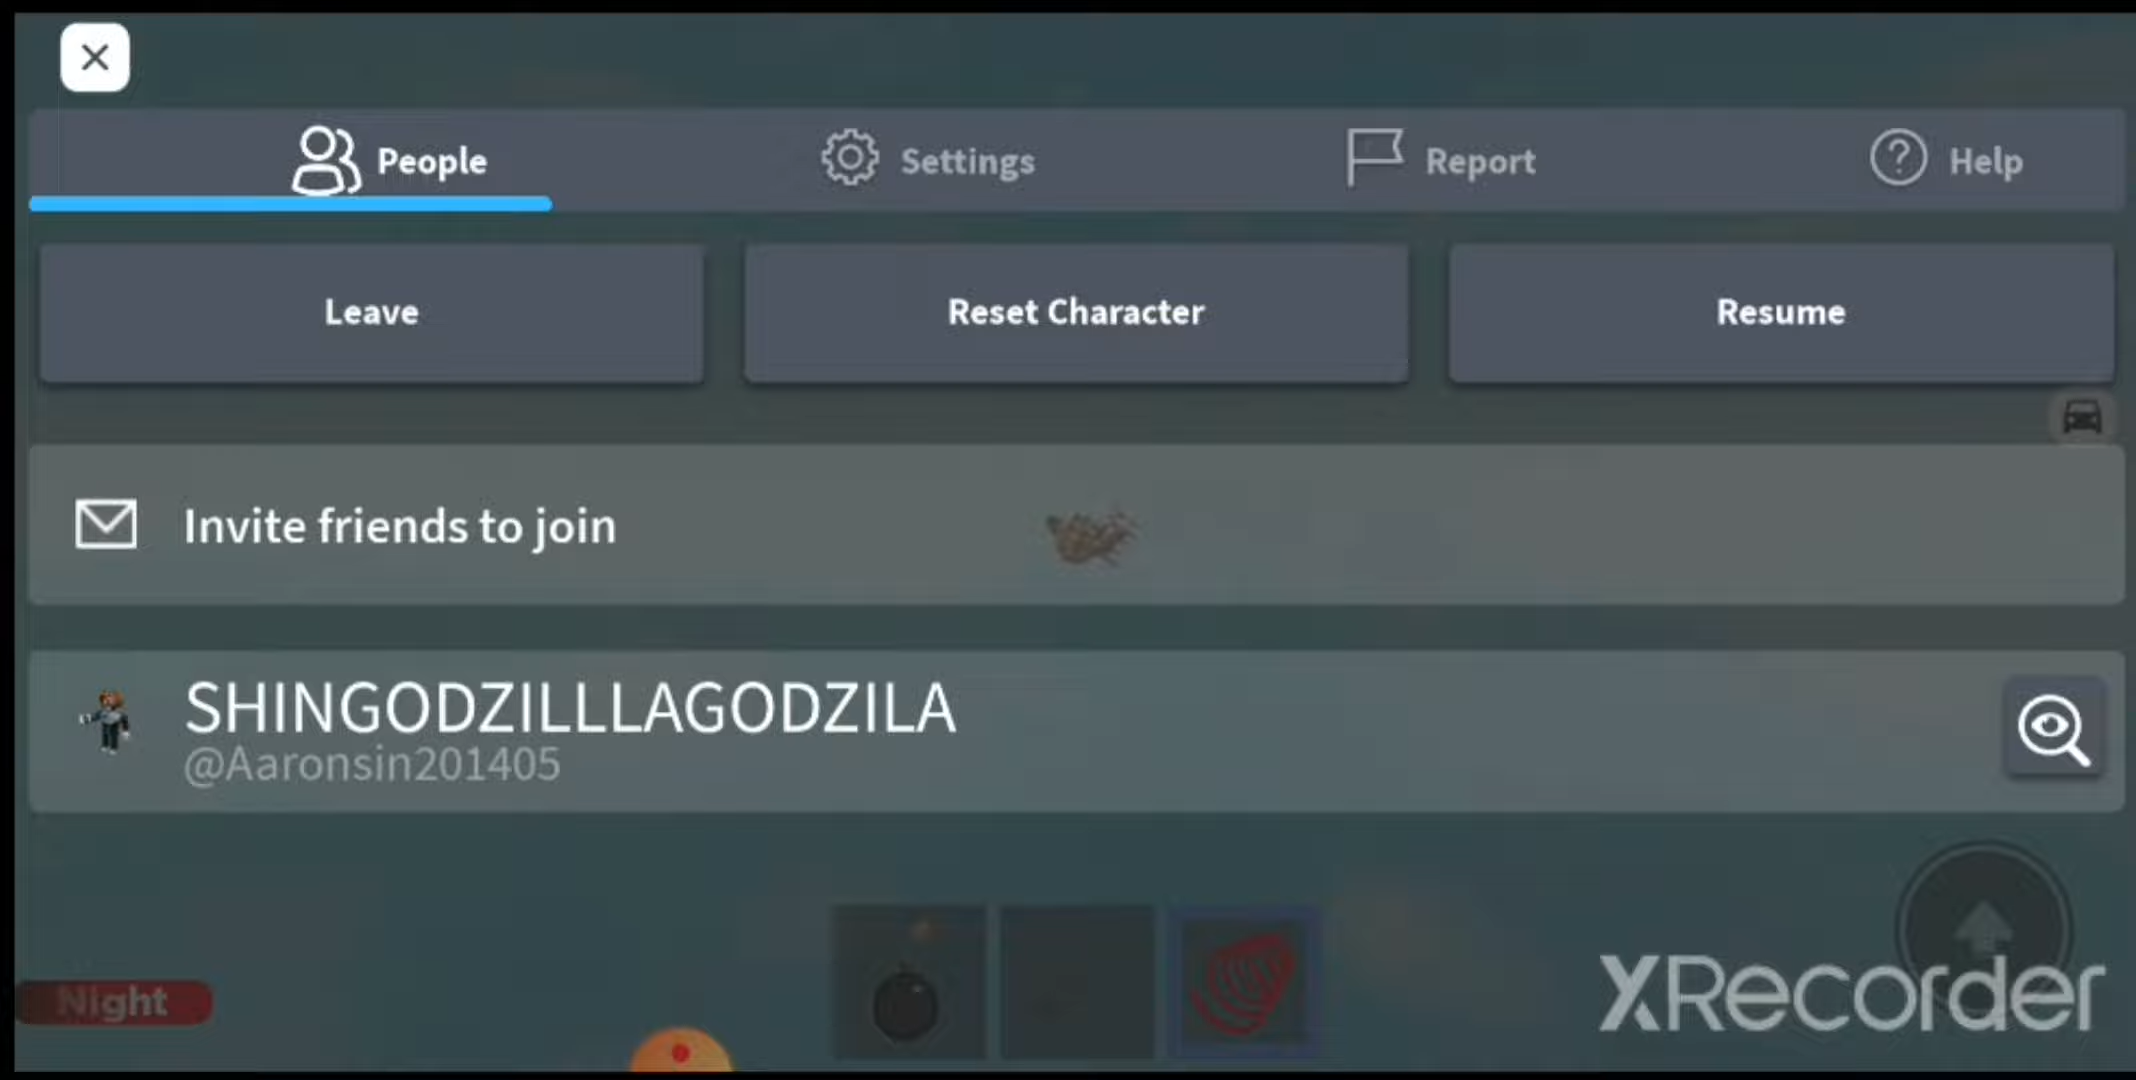 People
Settings
Report
Help
Leave
Reset Character
Resume
Invite friends to join
SHINGODZILLLAGODZILA
@Aaronsin201405
Night
XRecorder